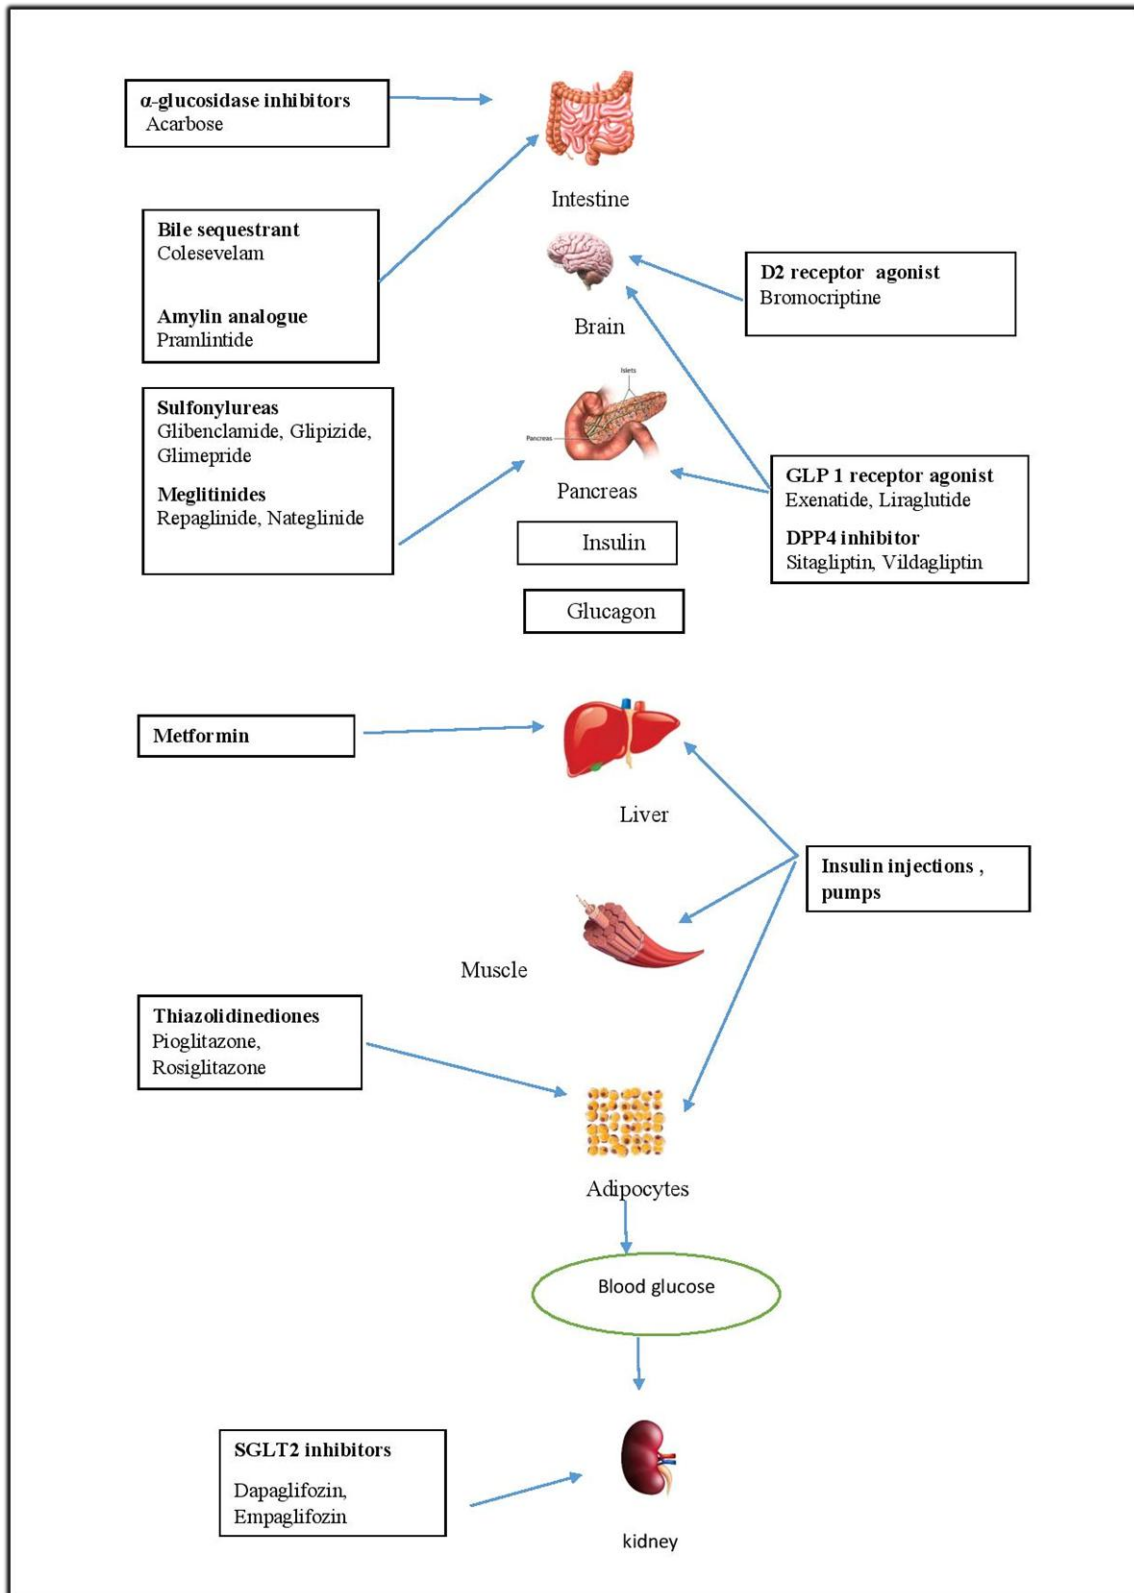 α-glucosidase inhibitors
Acarbose
Intestine
Bile sequestrant
Colesevelam
Amylin analogue
Pramlintide
D2 receptor agonist
Bromocriptine
Brain
Sulfonylureas
Glibenclamide, Glipizide,
Glimepride
Meglitinides
Repaglinide, Nateglinide
Islets
Pancreas
Pancreas
GLP 1 receptor agonist
Exenatide, Liraglutide
DPP4 inhibitor
Sitagliptin, Vildagliptin
Insulin
Glucagon
Metformin
Liver
Insulin injections ,
pumps
Muscle
Thiazolidinediones
Pioglitazone,
Rosiglitazone
Adipocytes
Blood glucose
SGLT2 inhibitors
Dapaglifozin,
Empaglifozin
kidney